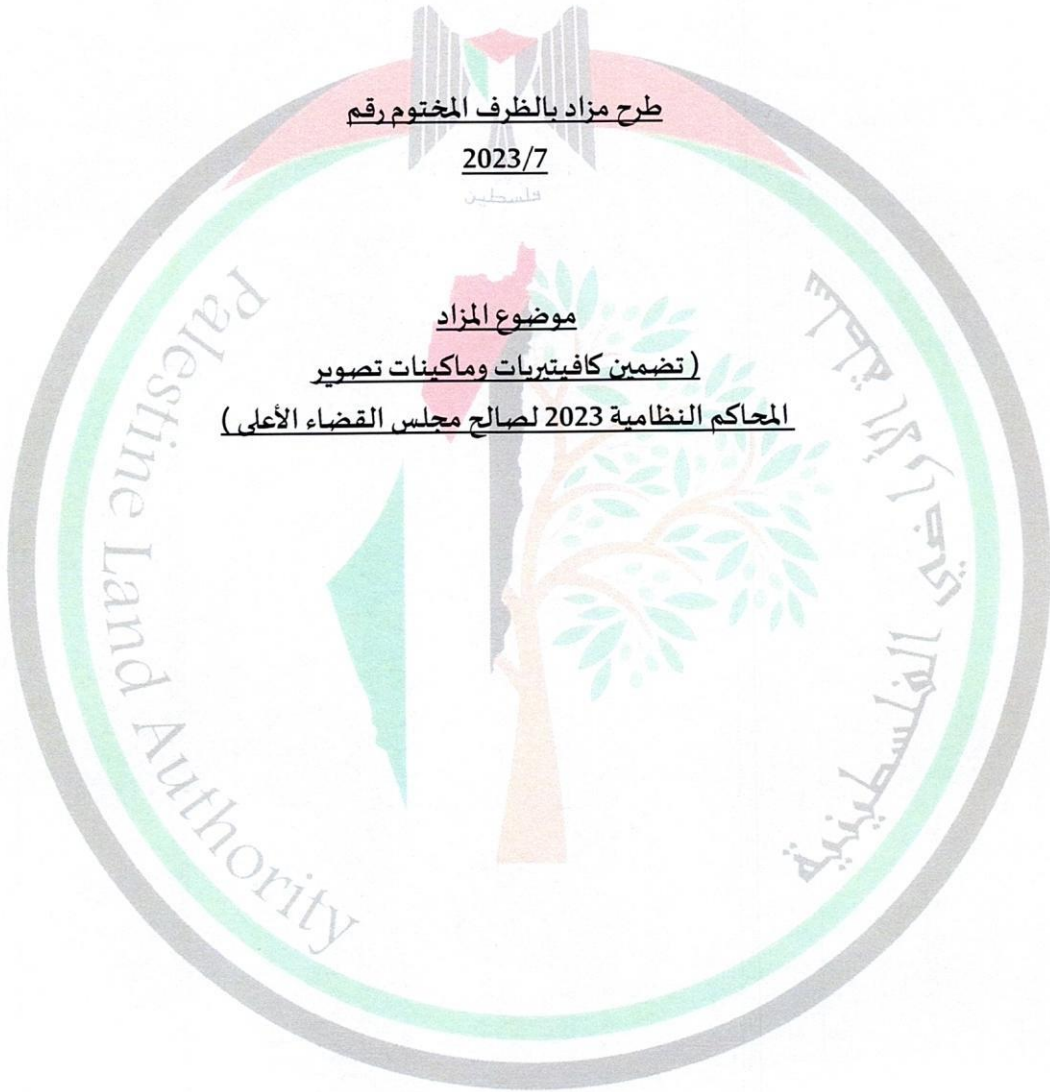 طرح مزاد بالظرف المختوم رقم
2023/7
فلسطين
موضوع المزاد
( تضمين كافيتيريات وماكينات تصوير
المحاكم النظامية 2023 لصالح مجلس القضاء الأعلى )
Palestine Land Authority
سلطة الأراضي الفلسطينية